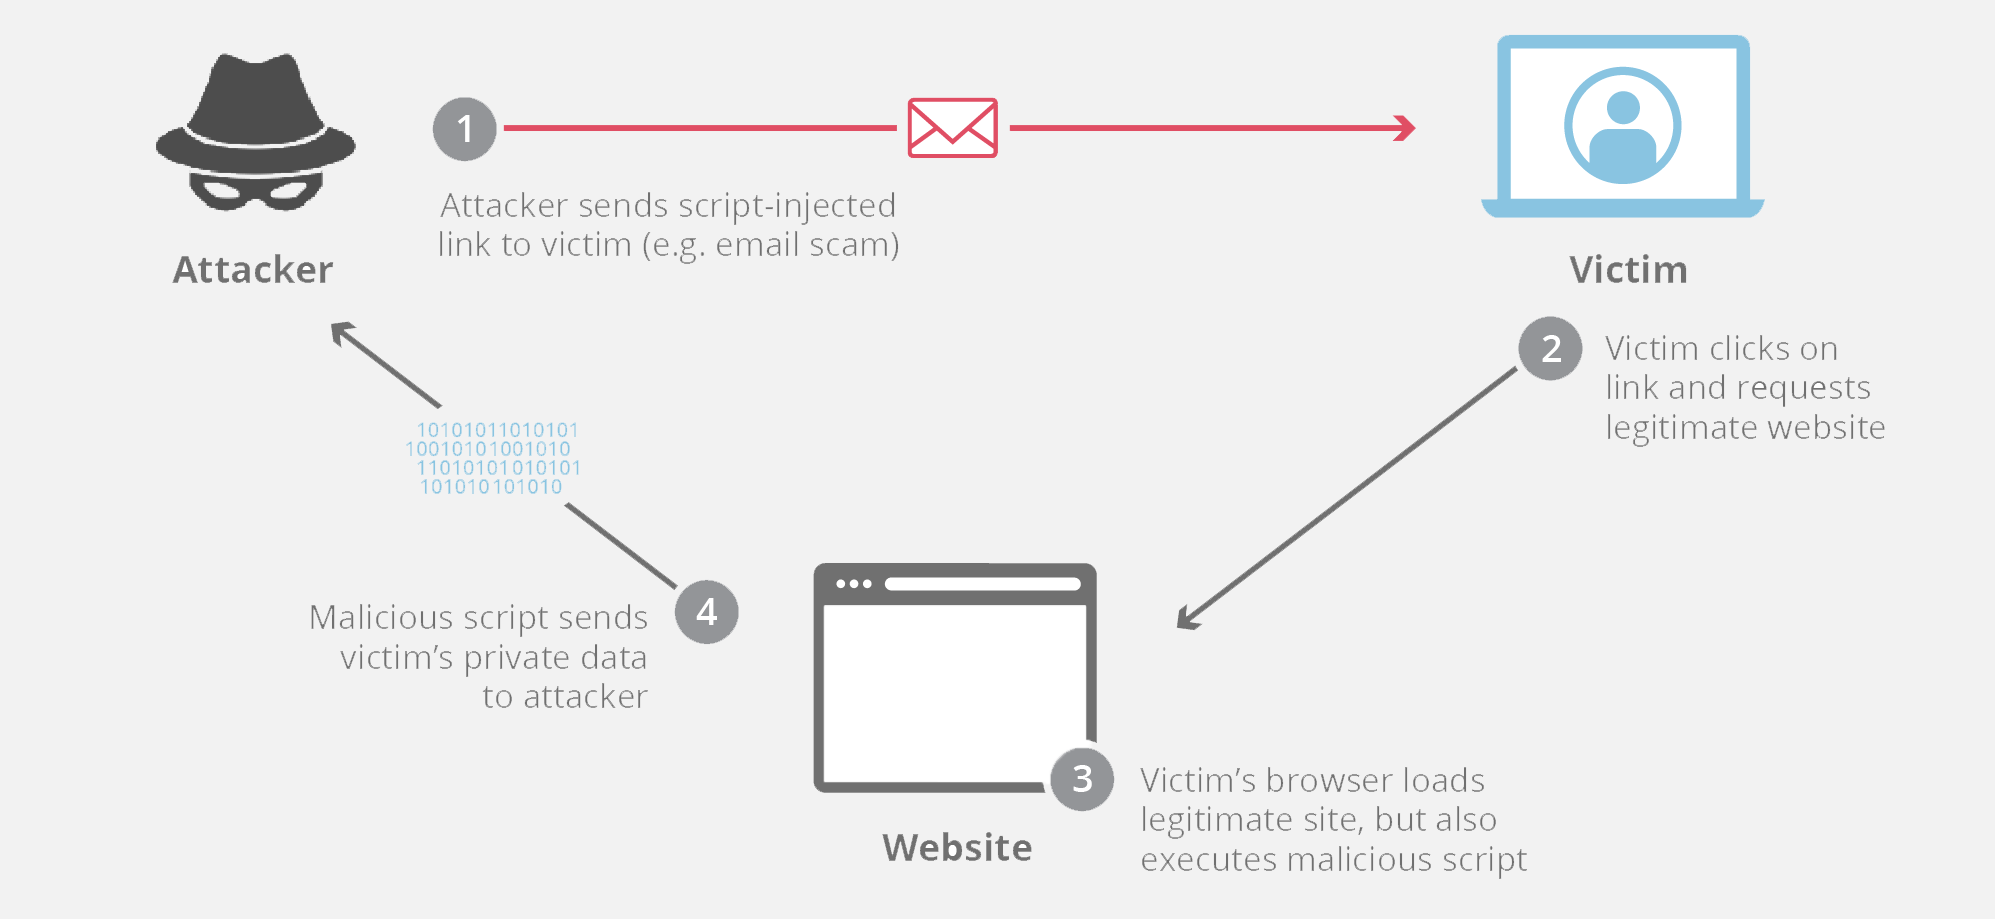 Attacker
1
Attacker sends script-injected
link to victim (e.g. email scam)
Victim
2
Victim clicks on
link and requests
legitimate website
Website
3
Victim’s browser loads
legitimate site, but also
executes malicious script
4
Malicious script sends
victim’s private data
to attacker
10101011010101
10010101001010
11010101010101
101010101010